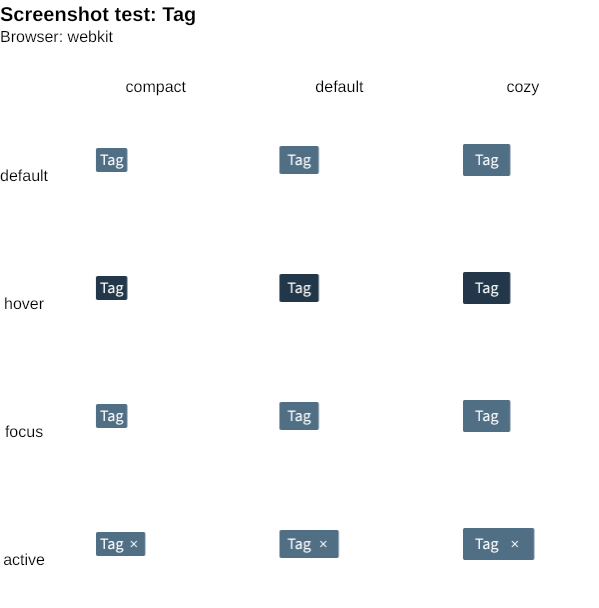 Screenshot test: Tag
Browser: webkit
compact default cozy
default Tag Tag Tag
hover Tag Tag Tag
focus Tag Tag Tag
active Tag × Tag × Tag ×